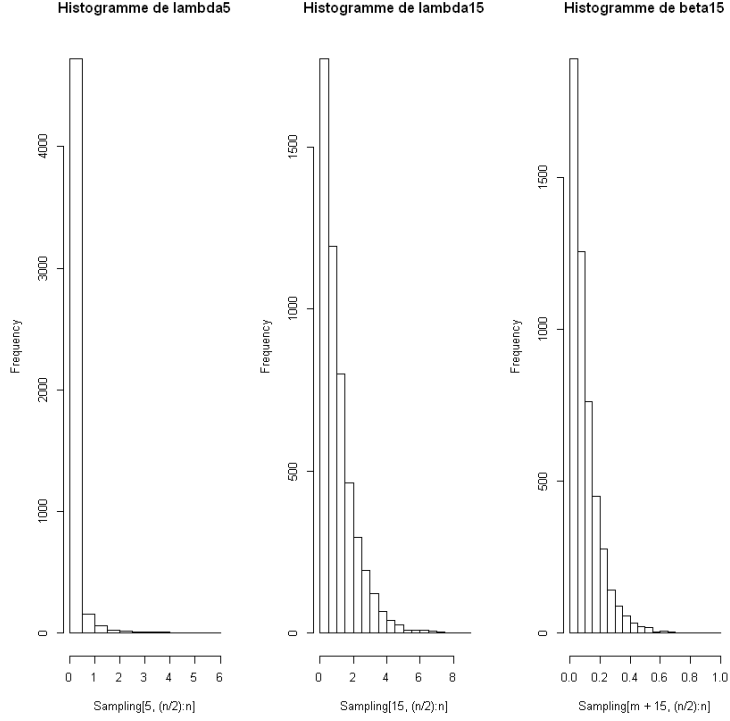 Histogramme de lambda5
Frequency
0
1000
2000
3000
4000
0 1 2 3 4 5 6
Sampling[5, (n/2):n]
Histogramme de lambda15
Frequency
0
500
1000
1500
0 2 4 6 8
Sampling[15, (n/2):n]
Histogramme de beta15
Frequency
0
500
1000
1500
0.0 0.2 0.4 0.6 0.8 1.0
Sampling[m + 15, (n/2):n]